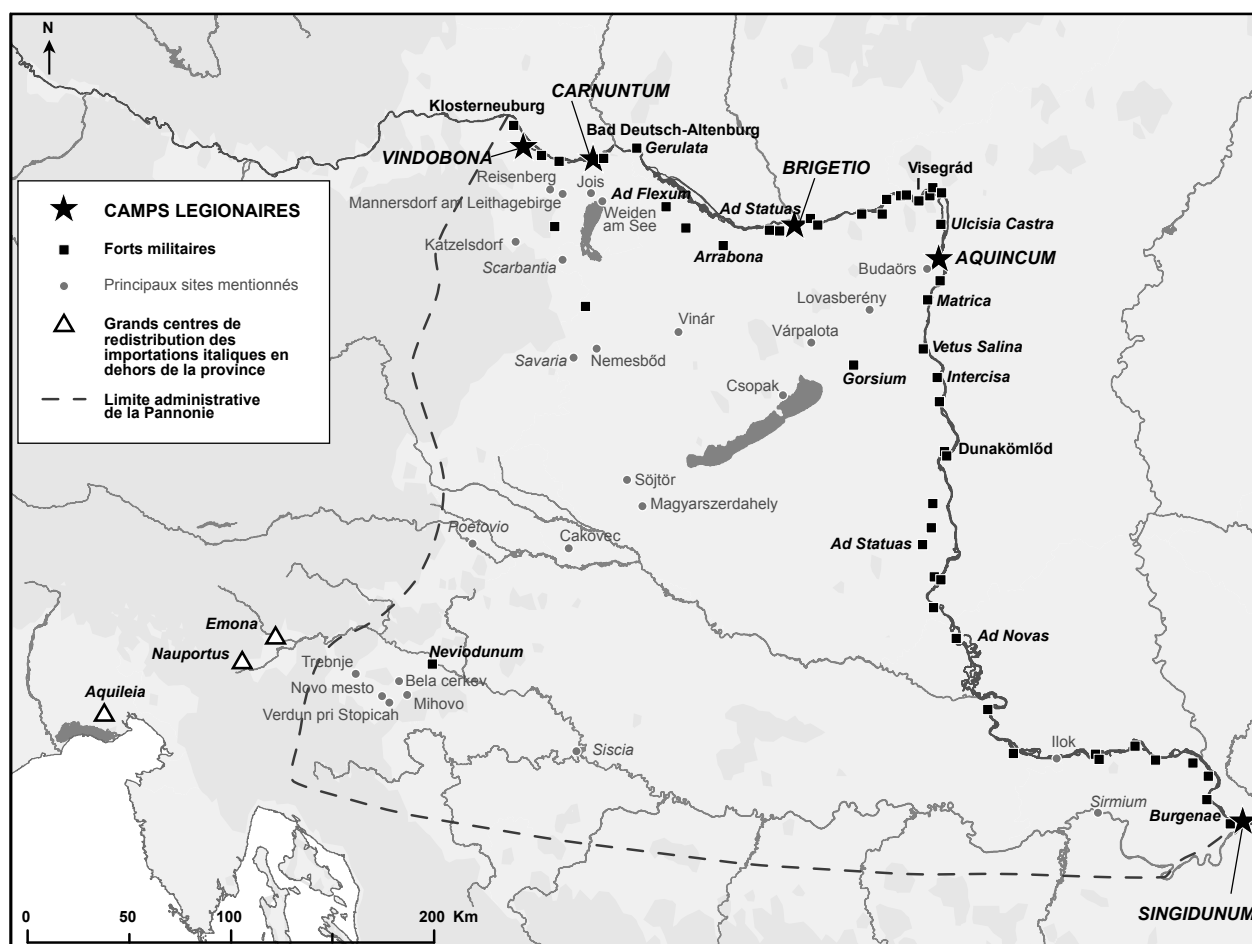 N
Klosterneuburg
CARNUNTUM
Bad Deutsch-Altenburg
Gerulata
VINDOBONA
BRIGETIO
Visegrád
Reisenberg
Jois
Ad Flexum
Ad Statuas
Mannersdorf am Leithagebirge
Weiden
am See
Ulcisia Castra
Katzelsdorf
Arrabona
Scarbantia
Budaörs
AQUINCUM
Lovasberény
Matrica
Vinár
Várpalota
Savaria
Nemesbőd
Vetus Salina
Gorsium
Intercisa
Csopak
Dunakömlőd
Söjtör
Magyarszerdahely
Poetovio
Cakovec
Ad Statuas
Emona
Ad Novas
Nauportus
Neviodunum
Trebnje
Bela cerkev
Aquileia
Novo mesto
Mihovo
Verdun pri Stopicah
Siscia
Ilok
Sirmium
Burgenae
SINGIDUNUM
CAMPS LEGIONAIRES
Forts militaires
Principaux sites mentionnés
Grands centres de
redistribution des
importations italiques en
dehors de la province
Limite administrative
de la Pannonie
0 50 100 200 Km